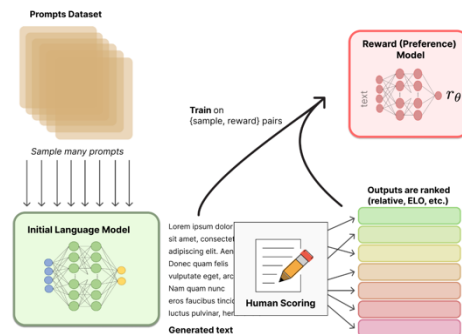 Prompts Dataset
Reward (Preference)
Model
text
rθ
Train on
{sample, reward} pairs
Sample many prompts
Outputs are ranked
(relative, ELO, etc.)
Initial Language Model
Lorem ipsum dolor
sit amet, consectet
adipiscing elit. Aen
Donec quam felis
vulputate eget, arc
Nam quam nunc
eros faucibus tincid
luctus pulvinar, her
Human Scoring
Generated text